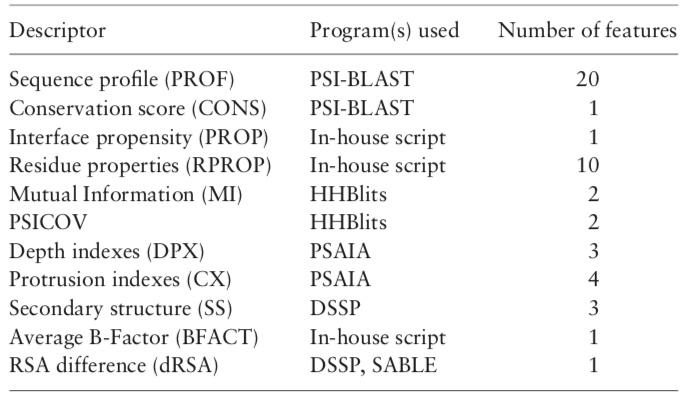 Descriptor Program(s) used Number of features
Sequence profile (PROF) PSI-BLAST 20
Conservation score (CONS) PSI-BLAST 1
Interface propensity (PROP) In-house script 1
Residue properties (RPROP) In-house script 10
Mutual Information (MI) HHBlits 2
PSICOV HHBlits 2
Depth indexes (DPX) PSAIA 3
Protrusion indexes (CX) PSAIA 4
Secondary structure (SS) DSSP 3
Average B-Factor (BFACT) In-house script 1
RSA difference (dRSA) DSSP, SABLE 1